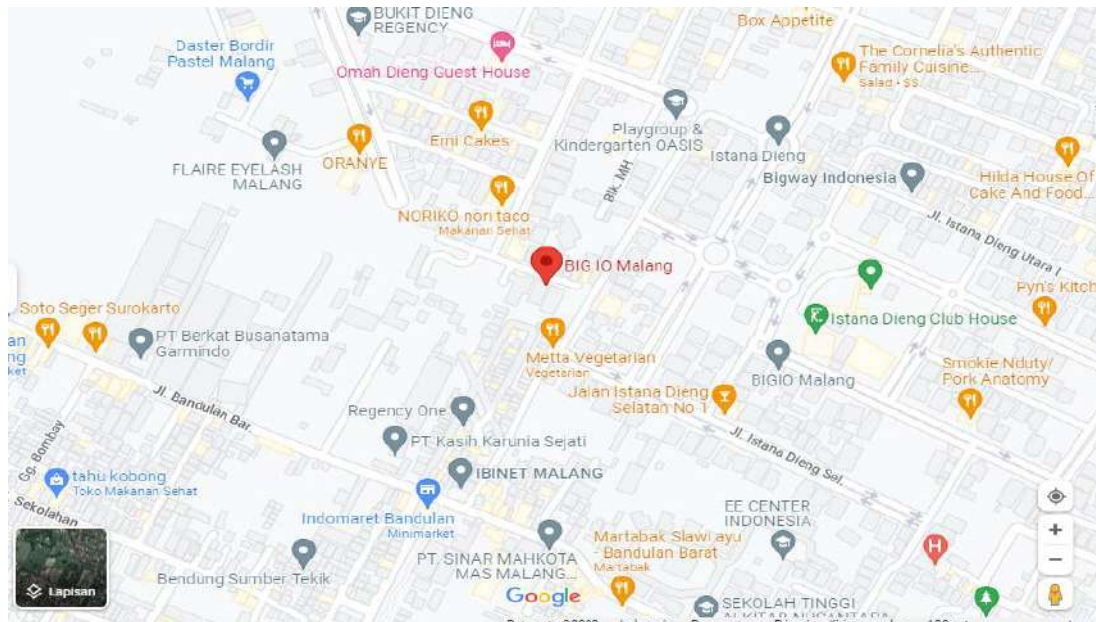 BUKIT DIENG
REGENCY
Box Appetite
Daster Bordir
Pastel Malang
Omah Dieng Guest House
The Cornelia's Authentic
Family Cuisine...
Salad • SS
Erni Cakes
Playgroup &
Kindergarten OASIS
Istana Dieng
ORANYE
FLAIRE EYELASH
MALANG
Blk. MH
Bigway Indonesia
Hilda House Of
Cake And Food...
NORIKO nori taco
Makanan Sehat
Jl. Istana Dieng Utara I
BIG IO Malang
Pyn's Kitch
Soto Seger Surokarto
Istana Dieng Club House
PT Berkat Busanatama
Garmindo
an
ng
ket
Metta Vegetarian
Vegetarian
BIGIO Malang
Smokie Nduty/
Pork Anatomy
Jl. Bandulan Bar.
Jalan Istana Dieng
Selatan No 1
Regency One
Jl. Istana Dieng Sel.
PT Kasih Karunia Sejati
Gg. Bombay
tahu kobong
Toko Makanan Sehat
IBINET MALANG
Sekolahan
Indomaret Bandulan
Minimarket
EE CENTER
INDONESIA
Lapisan
Bendung Sumber Tekik
PT. SINAR MAHKOTA
MAS MALANG...
Martabak Slawi ayu
- Bandulan Barat
Martabak
H
Google
SEKOLAH TINGGI